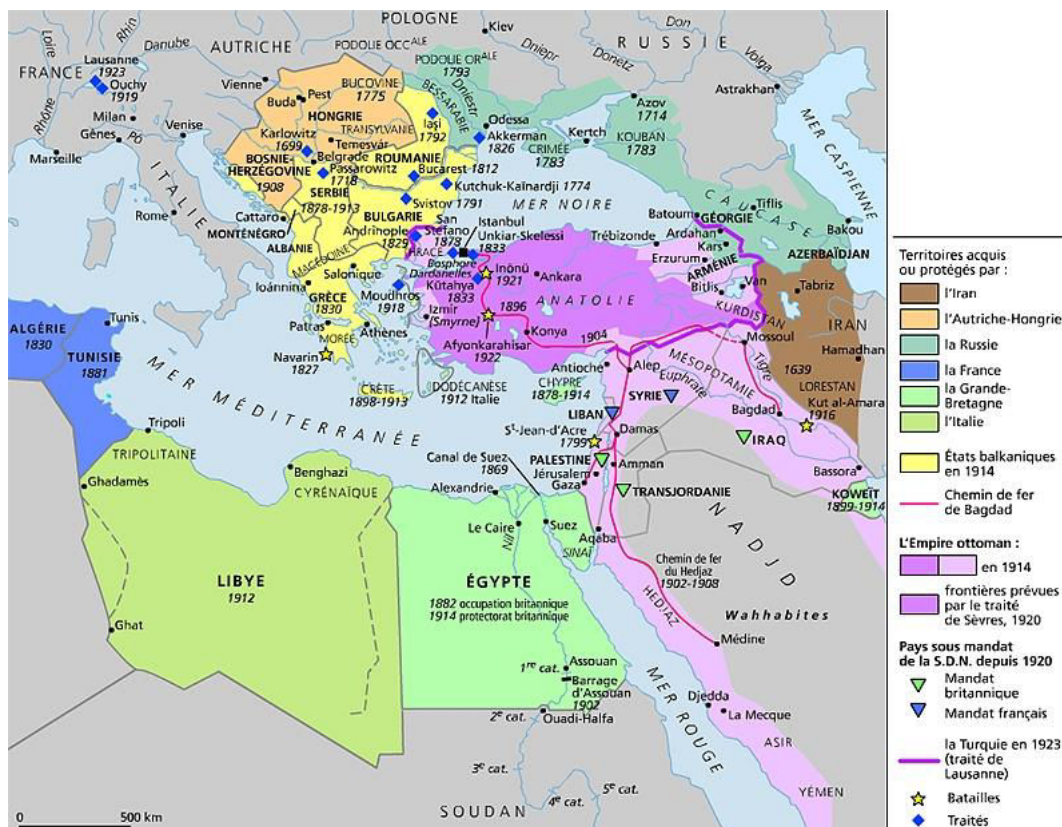 POLOGNE
Kiev
Loire
Rhin
Danube
AUTRICHE
PODOLIE OCCALE
Dniepr
Don
Donetz
RUSSIE
Volga
Lausanne
1923
FRANCE
Ouchy
1919
Vienne
BUCOVINE
1775
PODOLIE ORALE
1793
BESSARABIE
Dniestr
Astrakhan
Rhône
Milan
Pô
Gênes
Venise
Marseille
Buda
Pest
HONGRIE
TRANSYLVANIE
Iaşi
1792
Odessa
Akkerman
1826
Azov
1714
Kertch
CRIMÉE
1783
KOUBAN
1783
MER CASPIENNE
Karlowitz
1699
Temesvár
Belgrade
ROUMANIE
BOSNIE-
HERZÉGOVINE
1908
Passarowitz
1718
Bucarest 1812
Kutchuk-Kaïnardji 1774
SERBIE
1878-1913
Svistov 1791
MER NOIRE
CAUCASE
ITALIE
Rome
Cattaro
MONTÉNÉGRO
BULGARIE
Andrinople
1829
San
Stéfano
1878
Istanbul
Unkiar-Skelessi
1833
Trébizonde
Batoum
GÉORGIE
Tiflis
Ardahan
Kars
Bakou
ALBANIE
MACÉDOINE
THRACE
Bosphore
Dardanelles
Salonique
Inönü
1921
Ankara
Erzurum
ARMÉNIE
AZERBAÏDJAN
Ioánnina
Kütahya
1833
1896
ANATOLIE
Bitlis
Van
Tabriz
Moudhros
1918
GRÈCE
1830
Izmir
(Smyrne)
KURDISTAN
IRAN
ALGÉRIE
1830
Tunis
Patras
Athènes
MORÉE
Afyonkarahisar
1922
Konya
1904
Mossoul
TUNISIE
1881
Navarin
1827
Antioche
Alep
MÉSOPOTAMIE
Tigre
Hamadhan
MER MÉDITERRANÉE
CRÈTE
1898-1913
DODÉCANÈSE
1912 Italie
CHYPRE
1878-1914
Euphrate
1639
LORESTAN
SYRIE
Kut al-Amara
1916
LIBAN
Bagdad
Tripoli
St-Jean-d'Acre
1799
Damas
IRAQ
TRIPOLITAINE
Canal de Suez
1869
PALESTINE
Jérusalem
Gaza
Amman
Bassora
Ghadamès
Benghazi
CYRÉNAÏQUE
Alexandrie
TRANSJORDANIE
KOWEÏT
1899-1914
Le Caire
Suez
Aqaba
NADJD
Nil
SINAÏ
LIBYE
1912
ÉGYPTE
1882 occupation britannique
1914 protectorat britannique
Chemin de fer
du Hedjaz
1902-1908
HEDJAZ
Wahhabites
Ghat
Médine
1re cat.
Assouan
Barrage
d'Assouan
1902
2e cat.
Ouadi-Halfa
MER ROUGE
Djedda
La Mecque
3e cat.
ASIR
4e cat.
5e cat.
YÉMEN
0
500 km
SOUDAN
Territoires acquis
ou protégés par :
l'Iran
l'Autriche-Hongrie
la Russie
la France
la Grande-
Bretagne
l'Italie
États balkaniques
en 1914
Chemin de fer
de Bagdad
L'Empire ottoman :
en 1914
frontières prévues
par le traité
de Sèvres, 1920
Pays sous mandat
de la S.D.N. depuis 1920
Mandat
britannique
Mandat français
la Turquie en 1923
(traité de
Lausanne)
Batailles
Traités